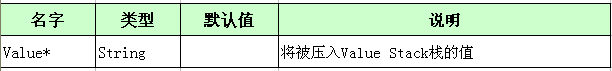 名字 类型 默认值 说明
Value* String 将被压入Value Stack栈的值